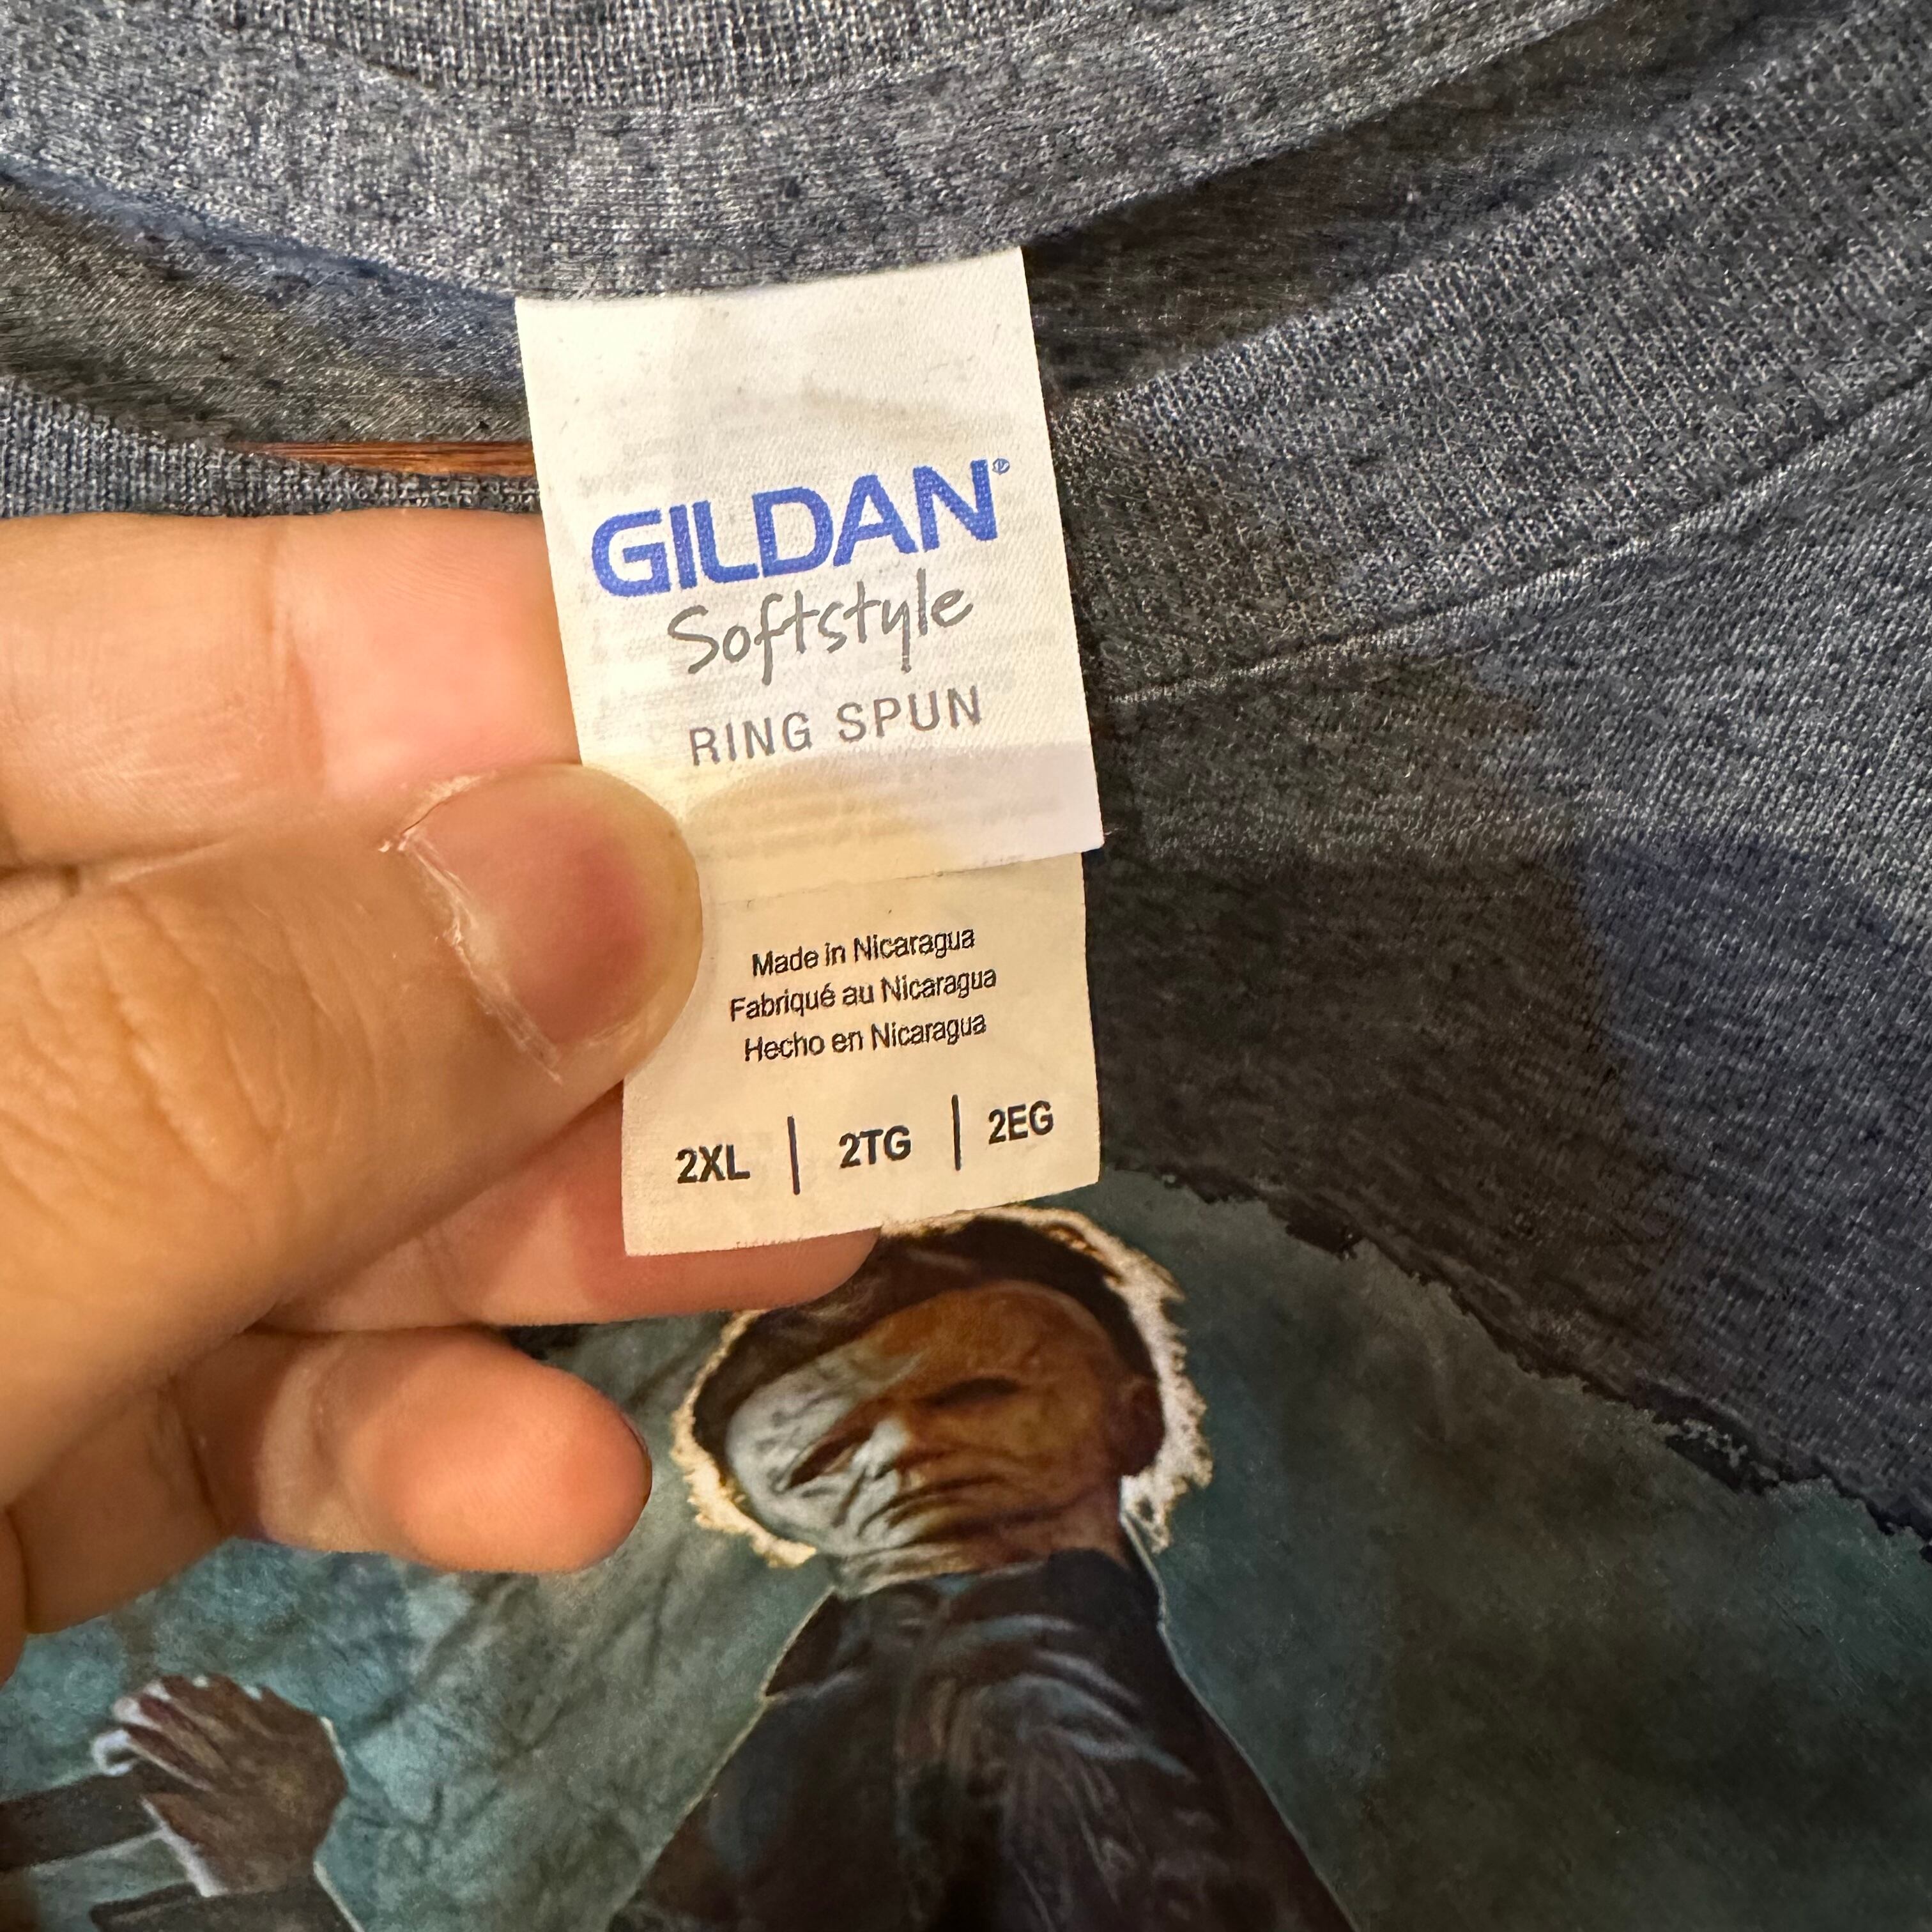 GILDAN®
Softstyle
RING SPUN
Made in Nicaragua
Fabriqué au Nicaragua
Hecho en Nicaragua
2XL | 2TG | 2EG